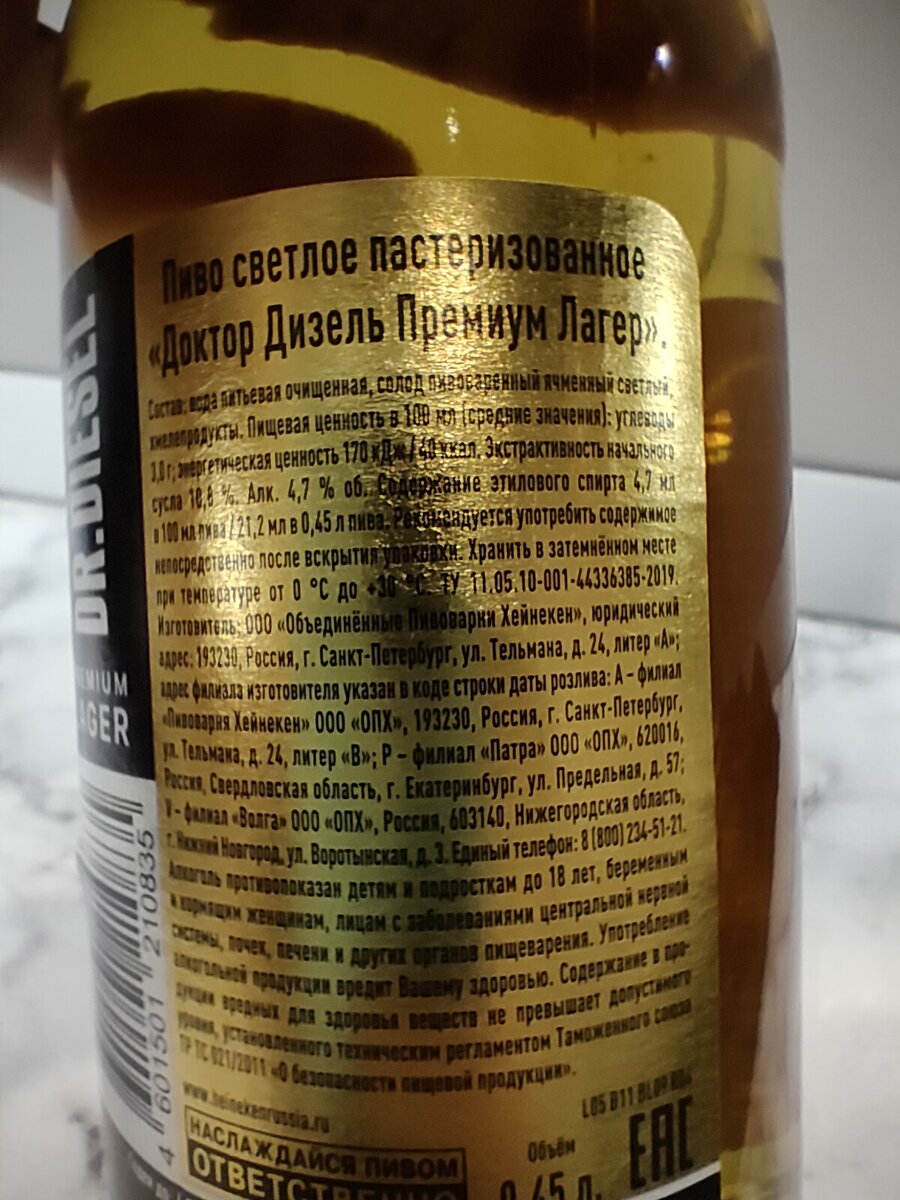 Пиво светлое пастеризованное
«Доктор Дизель Премиум Лагер».
Состав: вода питьевая очищенная, солод пивоваренный ячменный светлый,
хмелепродукты. Пищевая ценность в 100 мл (средние значения): углеводы
3,0 г; энергетическая ценность 170 кДж / 40 ккал. Экстрактивность начального
сусла 10,8 %. Алк. 4,7 % об. Содержание этилового спирта 4,7 мл
в 100 мл пива / 21,2 мл в 0,45 л пива. Рекомендуется употребить содержимое
непосредственно после вскрытия упаковки. Хранить в затемнённом месте
при температуре от 0 °C до +30 °C. ТУ 11.05.10-001-44336385-2019.
Изготовитель: ООО «Объединённые Пивоварни Хейнекен», юридический
адрес: 193230, Россия, г. Санкт-Петербург, ул. Тельмана, д. 24, литер «А»;
адрес филиала изготовителя указан в коде строки даты розлива: А – филиал
«Пивоварня Хейнекен» ООО «ОПХ», 193230, Россия, г. Санкт-Петербург,
ул. Тельмана, д. 24, литер «В»; Р – филиал «Патра» ООО «ОПХ», 620016,
Россия, Свердловская область, г. Екатеринбург, ул. Предельная, д. 57;
V – филиал «Волга» ООО «ОПХ», Россия, 603140, Нижегородская область,
г. Нижний Новгород, ул. Воротынская, д. 3. Единый телефон: 8 (800) 234-51-21.
Алкоголь противопоказан детям и подросткам до 18 лет, беременным
и кормящим женщинам, лицам с заболеваниями центральной нервной
системы, почек, печени и других органов пищеварения. Употребление
алкогольной продукции вредит Вашему здоровью. Содержание в про-
дукции вредных для здоровья веществ не превышает допустимого
уровня, установленного техническим регламентом Таможенного союза
ТР ТС 021/2011 «О безопасности пищевой продукции».
www.heinekenrussia.ru
L05 B11 BL09 R04
НАСЛАЖДАЙСЯ ПИВОМ
ОТВЕТСТВЕННО
Объём
0,45 л.
EAC
DR.DIESEL
EMIUM
AGER
4 601501 210835